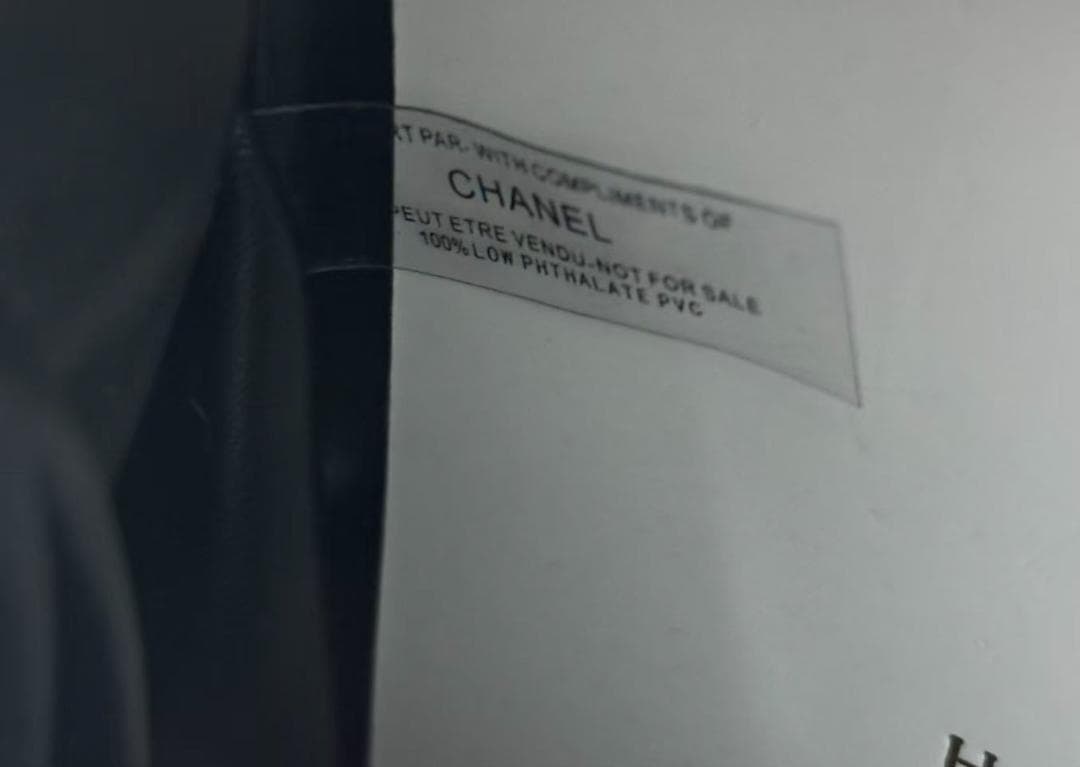 RT PAR-WITH COMPLIMENTS OF
CHANEL
PEUT ETRE VENDU-NOT FOR SALE
100% LOW PHTHALATE PVC
H